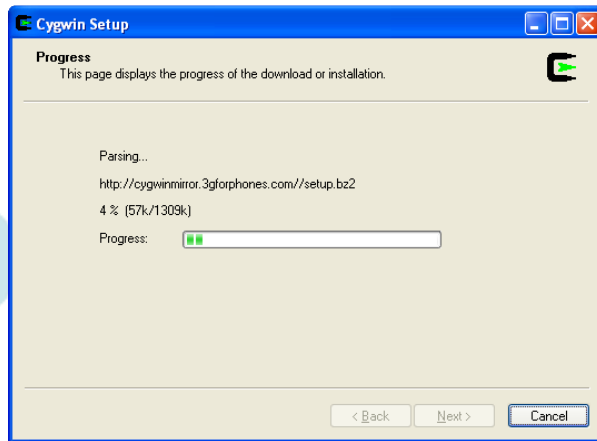 Cygwin Setup
Progress
This page displays the progress of the download or installation.
Parsing...
http://cygwinmirror.3gforphones.com//setup.bz2
4 % (57k/1309k)
Progress:
< Back Next > Cancel